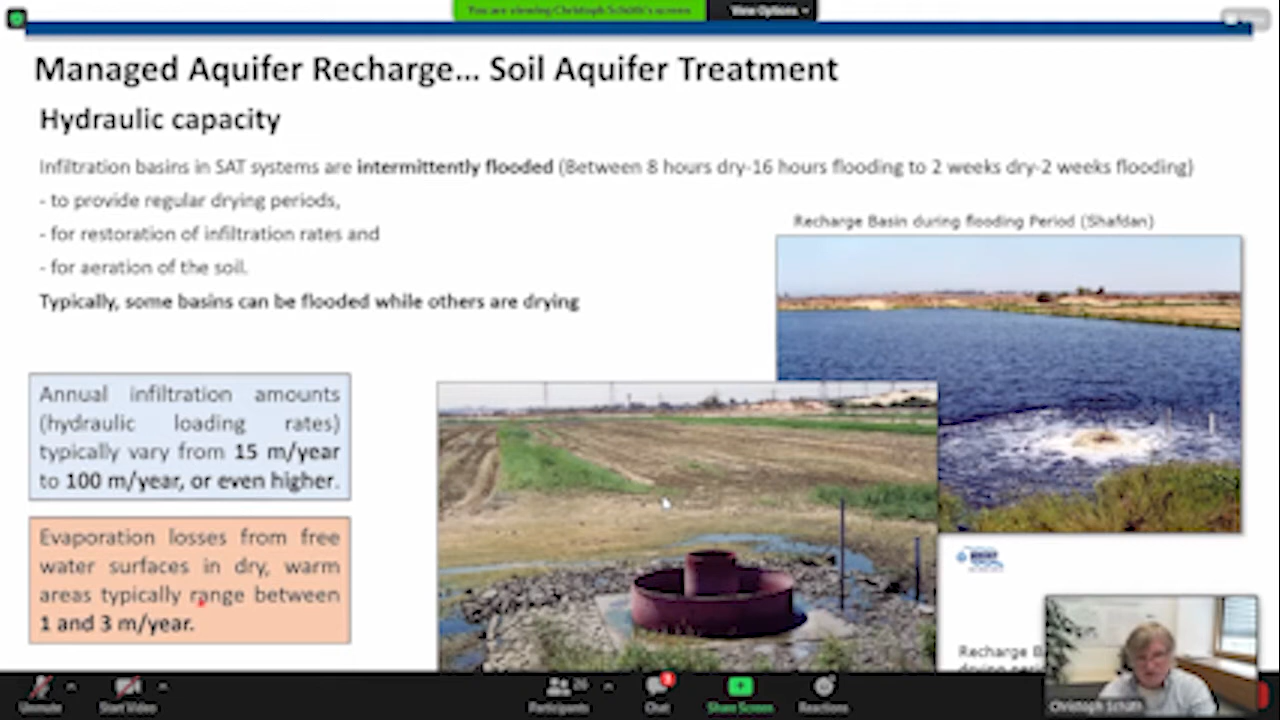 You are viewing Christoph Schüth's screen
View Options
Managed Aquifer Recharge... Soil Aquifer Treatment
Hydraulic capacity
Infiltration basins in SAT systems are intermittently flooded (Between 8 hours dry-16 hours flooding to 2 weeks dry-2 weeks flooding)
- to provide regular drying periods,
- for restoration of infiltration rates and
- for aeration of the soil.
Typically, some basins can be flooded while others are drying
Recharge Basin during flooding Period (Shafdan)
Annual infiltration amounts
(hydraulic loading rates)
typically vary from 15 m/year
to 100 m/year, or even higher.
Evaporation losses from free
water surfaces in dry, warm
areas typically range between
1 and 3 m/year.
Recharge B
Christoph Schüth
Unmute
Start Video
Participants
26
Chat
Share Screen
Reactions